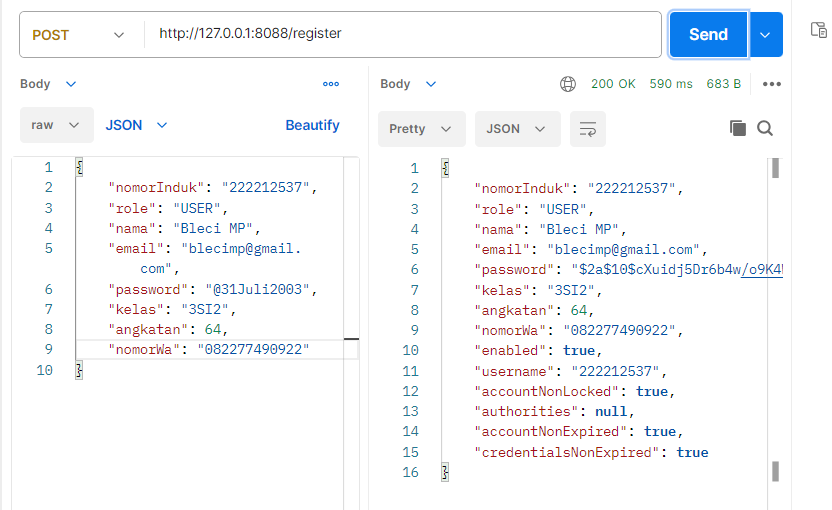 POST http://127.0.0.1:8088/register Send
Body
raw JSON Beautify
1 {
2 "nomorInduk": "222212537",
3 "role": "USER",
4 "nama": "Bleci MP",
5 "email": "blecimp@gmail.
com",
6 "password": "@31Juli2003",
7 "kelas": "3SI2",
8 "angkatan": 64,
9 "nomorWa": "082277490922"
10 }
Body 200 OK 590 ms 683 B
Pretty JSON
1 {
2 "nomorInduk": "222212537",
3 "role": "USER",
4 "nama": "Bleci MP",
5 "email": "blecimp@gmail.com",
6 "password": "$2a$10$cXuidj5Dr6b4w/o9K4
7 "kelas": "3SI2",
8 "angkatan": 64,
9 "nomorWa": "082277490922",
10 "enabled": true,
11 "username": "222212537",
12 "accountNonLocked": true,
13 "authorities": null,
14 "accountNonExpired": true,
15 "credentialsNonExpired": true
16 }